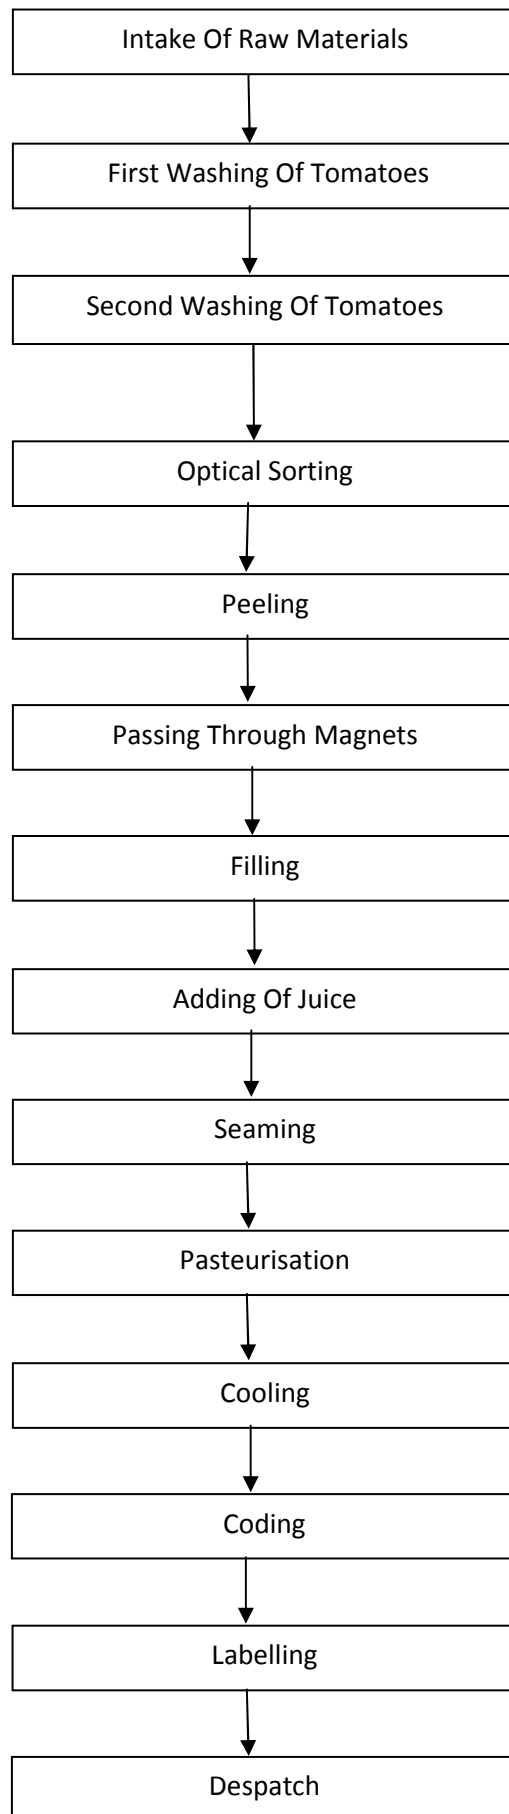 Intake Of Raw Materials
First Washing Of Tomatoes
Second Washing Of Tomatoes
Optical Sorting
Peeling
Passing Through Magnets
Filling
Adding Of Juice
Seaming
Pasteurisation
Cooling
Coding
Labelling
Despatch